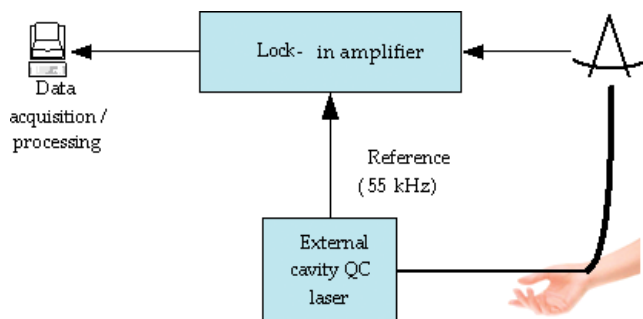 Lock- in amplifier
Data
acquisition /
processing
Reference
(55 kHz)
External
cavity QC
laser